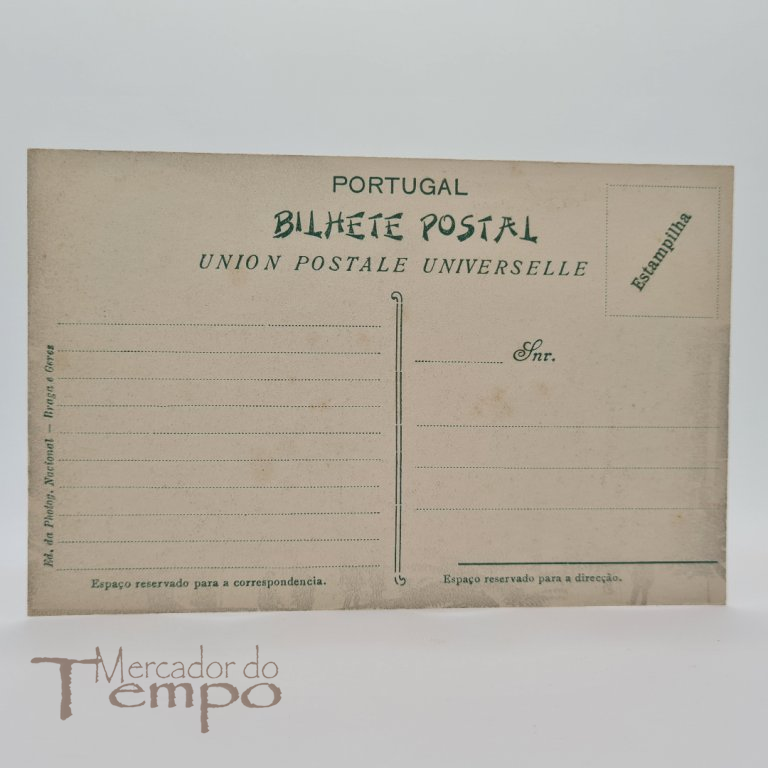 PORTUGAL
BILHETE POSTAL
UNION POSTALE UNIVERSELLE
Estampilha
Snr.
Ed. da Photog. Nacional — Braga e Gerez
Espaço reservado para a correspondencia.
Espaço reservado para a direcção.
Mercador do
Tempo